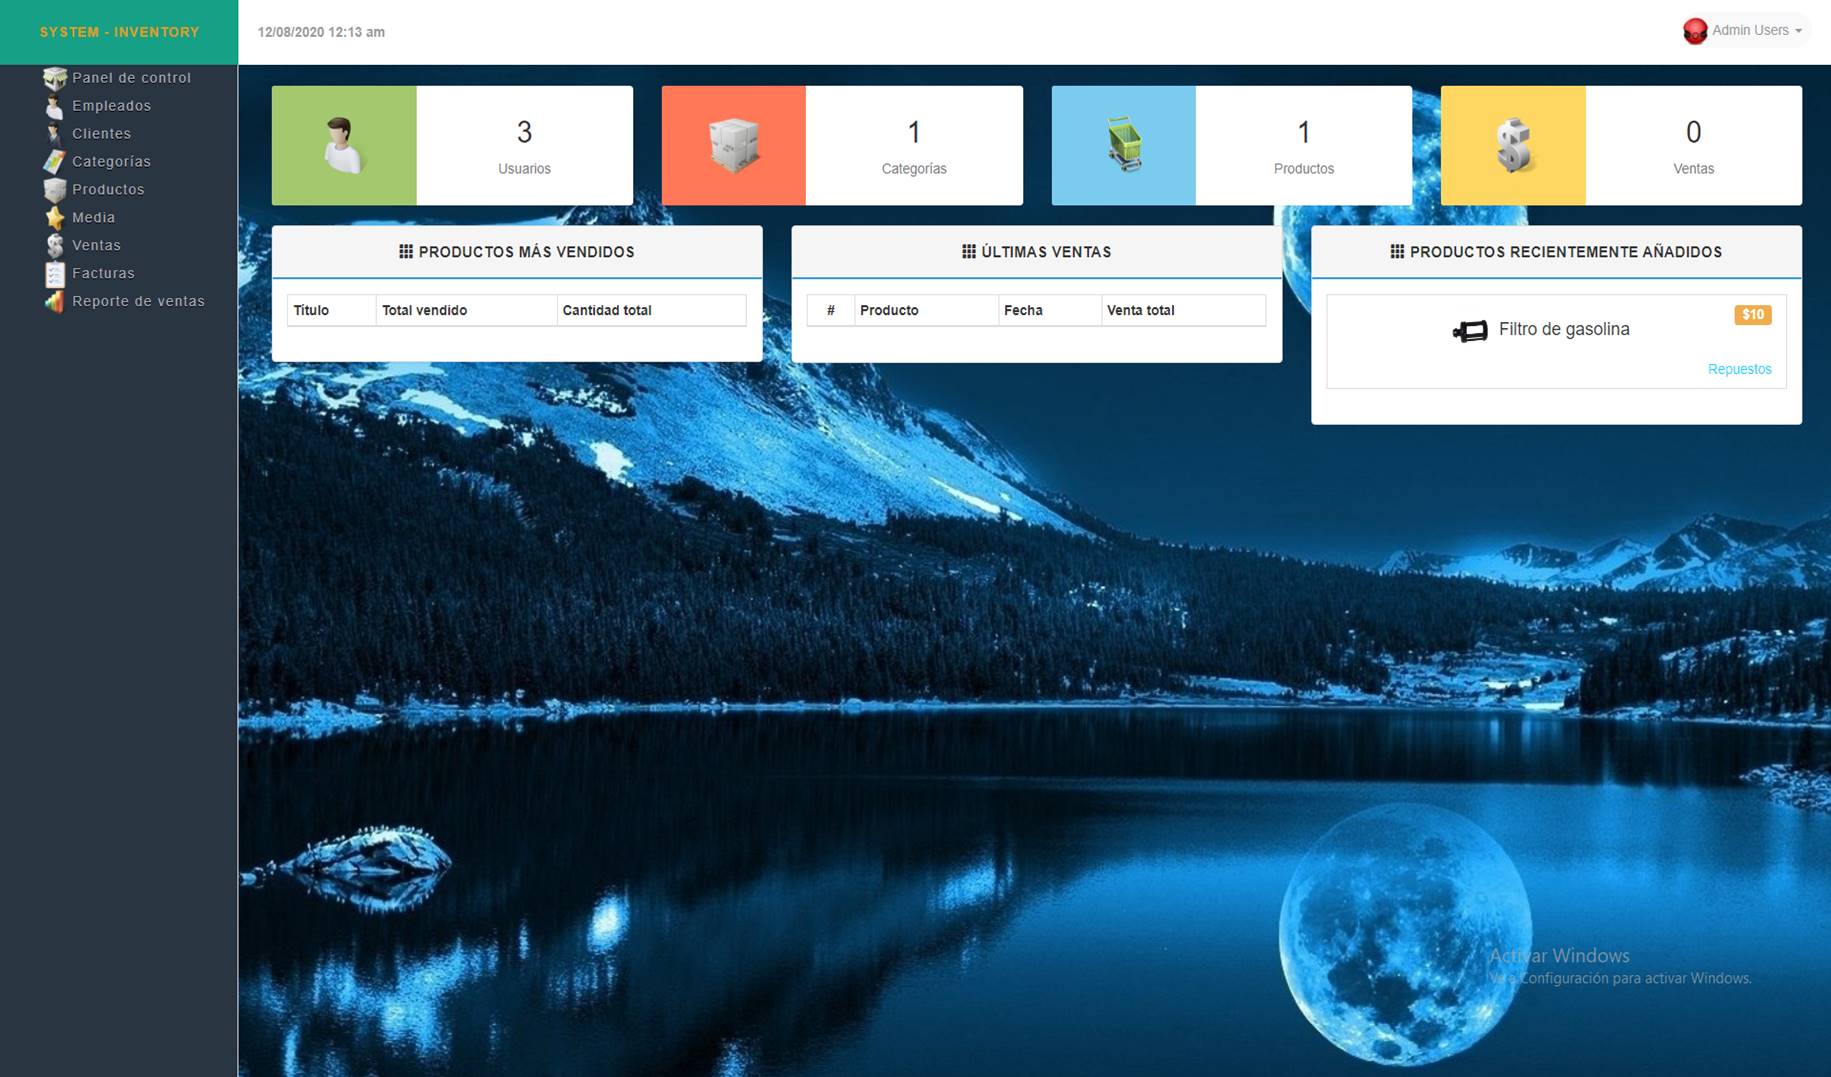 SYSTEM - INVENTORY
12/08/2020 12:13 am
Admin Users
Panel de control
Empleados
Clientes
Categorías
Productos
Media
Ventas
Facturas
Reporte de ventas
3
Usuarios
1
Categorías
1
Productos
0
Ventas
PRODUCTOS MÁS VENDIDOS
Título Total vendido Cantidad total
ÚLTIMAS VENTAS
# Producto Fecha Venta total
PRODUCTOS RECIENTEMENTE AÑADIDOS
$10
Filtro de gasolina
Repuestos
Activar Windows
Ve a Configuración para activar Windows.